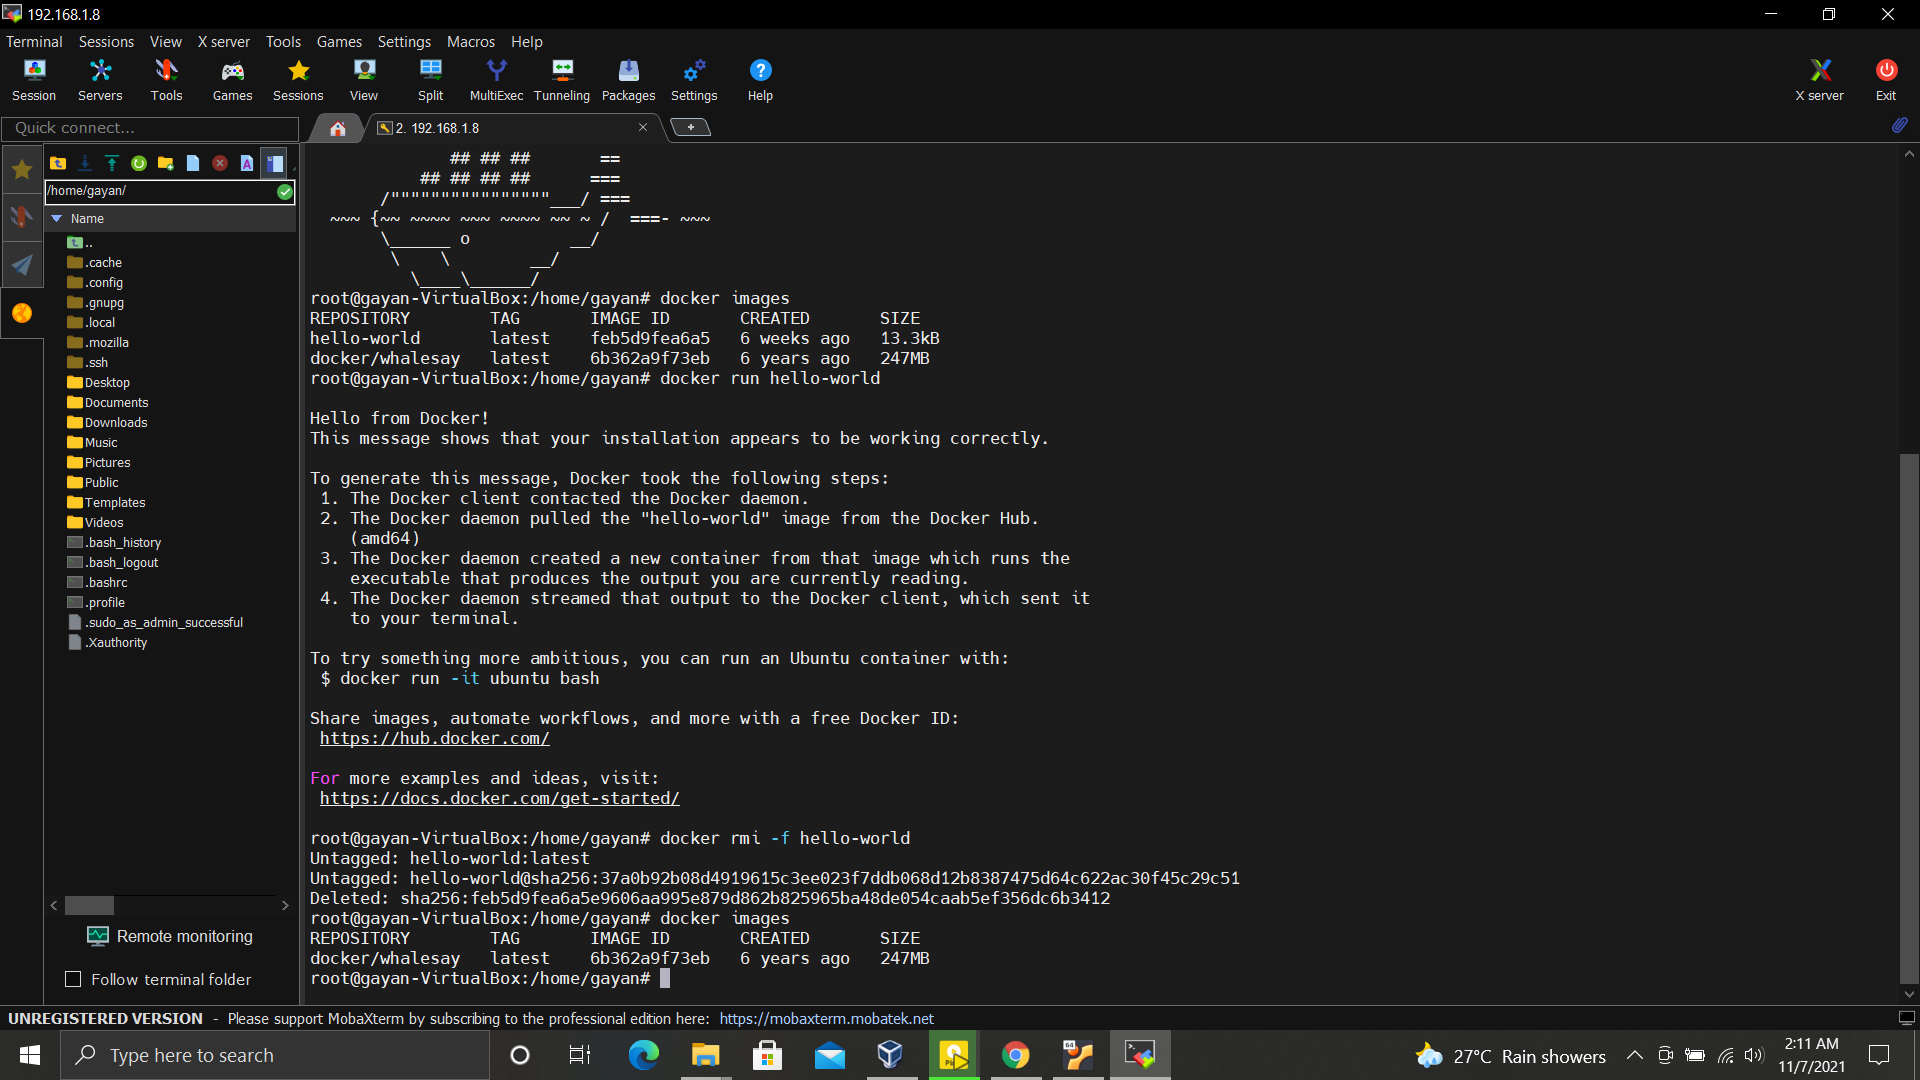 192.168.1.8
Terminal Sessions View X server Tools Games Settings Macros Help
Session Servers Tools Games Sessions View Split MultiExec Tunneling Packages Settings Help X server Exit
Quick connect...
2. 192.168.1.8
/home/gayan/
Name
..
.cache
.config
.gnupg
.local
.mozilla
.ssh
Desktop
Documents
Downloads
Music
Pictures
Public
Templates
Videos
.bash_history
.bash_logout
.bashrc
.profile
.sudo_as_admin_successful
.Xauthority
Remote monitoring
Follow terminal folder
              ## ## ##       ==
           ## ## ## ##      ===
       /""""""""""""""""___/ ===
  ~~~ {~~ ~~~~ ~~~ ~~~~ ~~ ~ /  ===- ~~~
       \______ o          __/
        \    \        __/
          \____\______/
root@gayan-VirtualBox:/home/gayan# docker images
REPOSITORY        TAG       IMAGE ID       CREATED       SIZE
hello-world       latest    feb5d9fea6a5   6 weeks ago   13.3kB
docker/whalesay   latest    6b362a9f73eb   6 years ago   247MB
root@gayan-VirtualBox:/home/gayan# docker run hello-world
Hello from Docker!
This message shows that your installation appears to be working correctly.
To generate this message, Docker took the following steps:
1. The Docker client contacted the Docker daemon.
2. The Docker daemon pulled the "hello-world" image from the Docker Hub.
(amd64)
3. The Docker daemon created a new container from that image which runs the
executable that produces the output you are currently reading.
4. The Docker daemon streamed that output to the Docker client, which sent it
to your terminal.
To try something more ambitious, you can run an Ubuntu container with:
$ docker run -it ubuntu bash
Share images, automate workflows, and more with a free Docker ID:
https://hub.docker.com/
For more examples and ideas, visit:
https://docs.docker.com/get-started/
root@gayan-VirtualBox:/home/gayan# docker rmi -f hello-world
Untagged: hello-world:latest
Untagged: hello-world@sha256:37a0b92b08d4919615c3ee023f7ddb068d12b8387475d64c622ac30f45c29c51
Deleted: sha256:feb5d9fea6a5e9606aa995e879d862b825965ba48de054caab5ef356dc6b3412
root@gayan-VirtualBox:/home/gayan# docker images
REPOSITORY        TAG       IMAGE ID       CREATED       SIZE
docker/whalesay   latest    6b362a9f73eb   6 years ago   247MB
root@gayan-VirtualBox:/home/gayan#
UNREGISTERED VERSION - Please support MobaXterm by subscribing to the professional edition here: https://mobaxterm.mobatek.net
Type here to search
27°C Rain showers
2:11 AM
11/7/2021